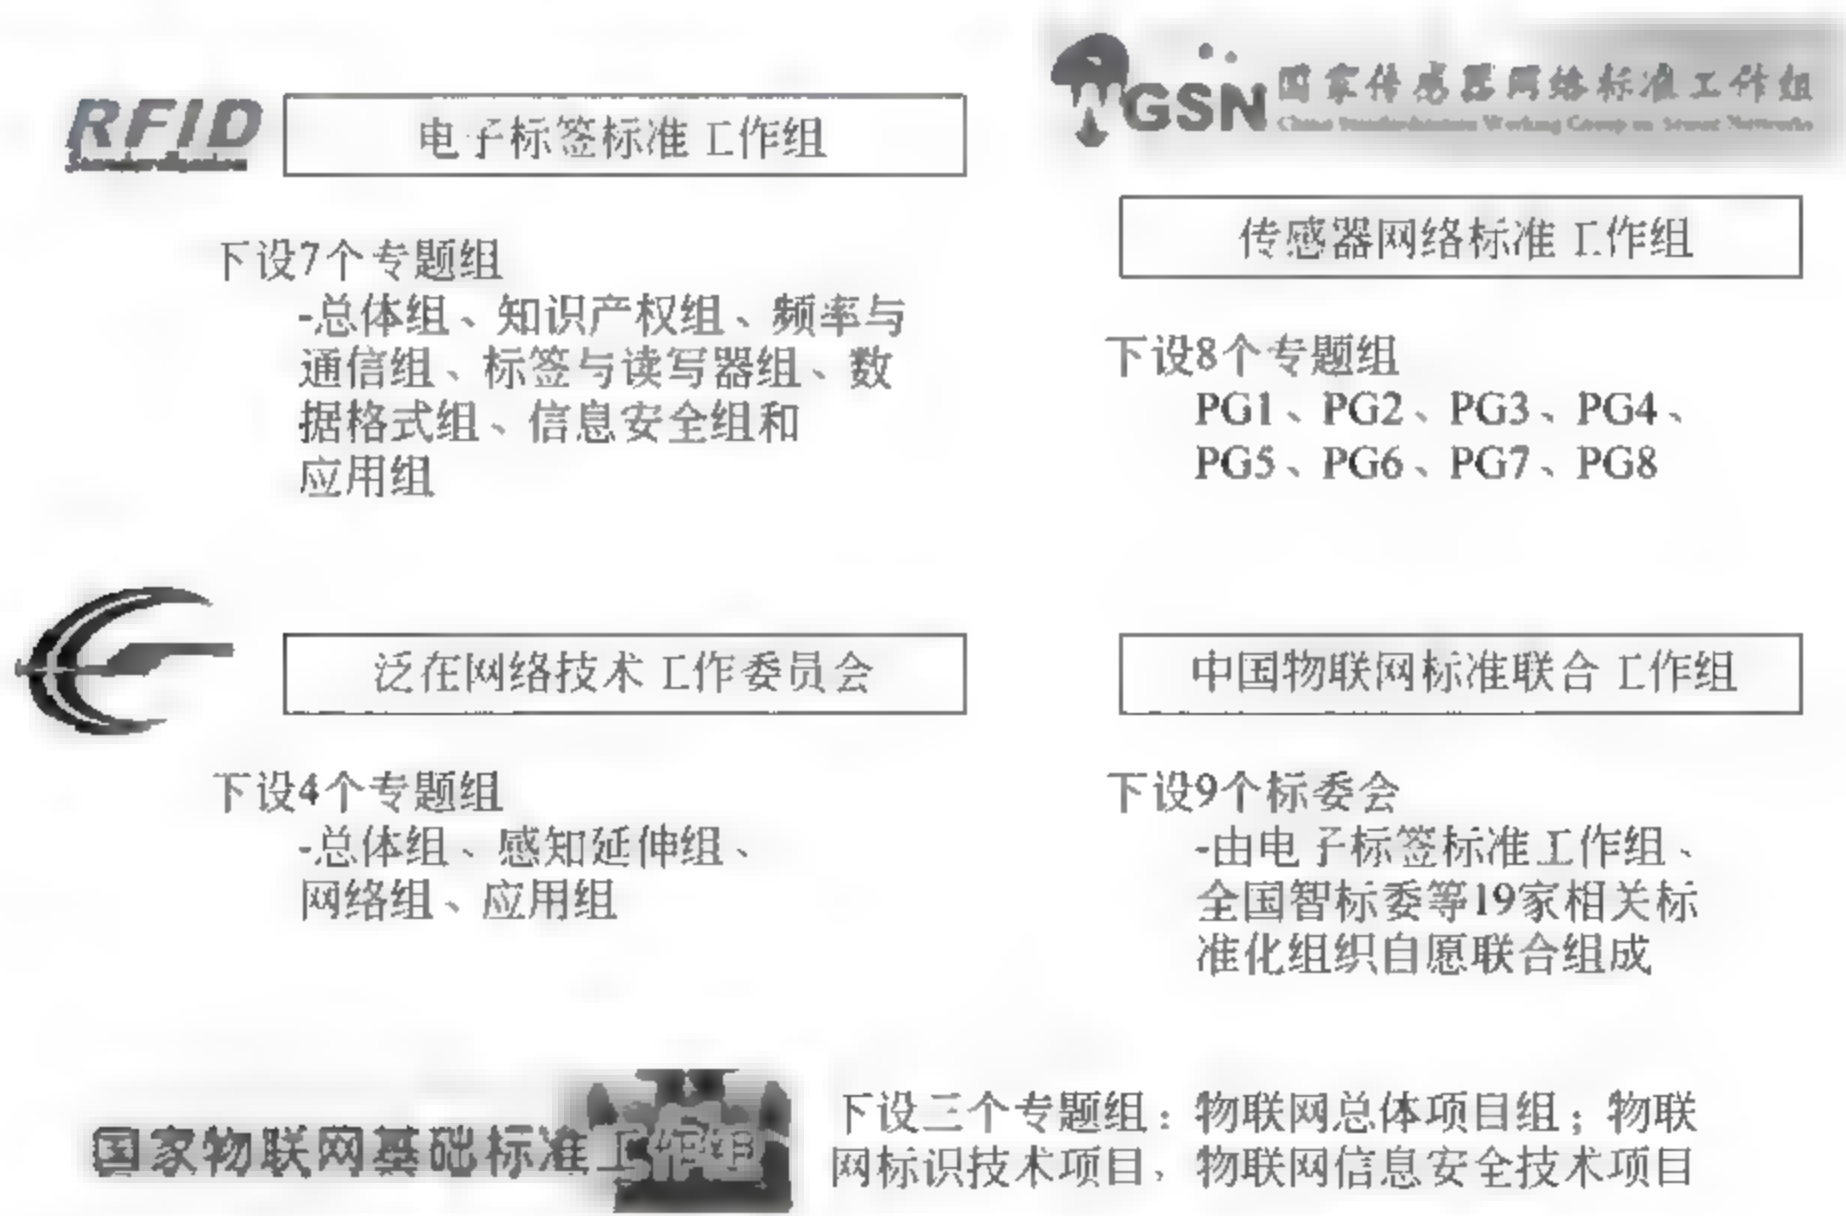 RFID
电子标签标准工作组
下设7个专题组
-总体组、知识产权组、频率与
通信组、标签与读写器组、数
据格式组、信息安全组和
应用组
WGSN 国家传感器网络标准工作组
China Standardization Working Group on Sensor Networks
传感器网络标准工作组
下设8个专题组
PG1、PG2、PG3、PG4、
PG5、PG6、PG7、PG8
泛在网络技术工作委员会
下设4个专题组
-总体组、感知延伸组、
网络组、应用组
中国物联网标准联合工作组
下设9个标委会
-由电子标签标准工作组、
全国智标委等19家相关标
准化组织自愿联合组成
国家物联网基础标准工作组
下设三个专题组：物联网总体项目组；物联
网标识技术项目，物联网信息安全技术项目